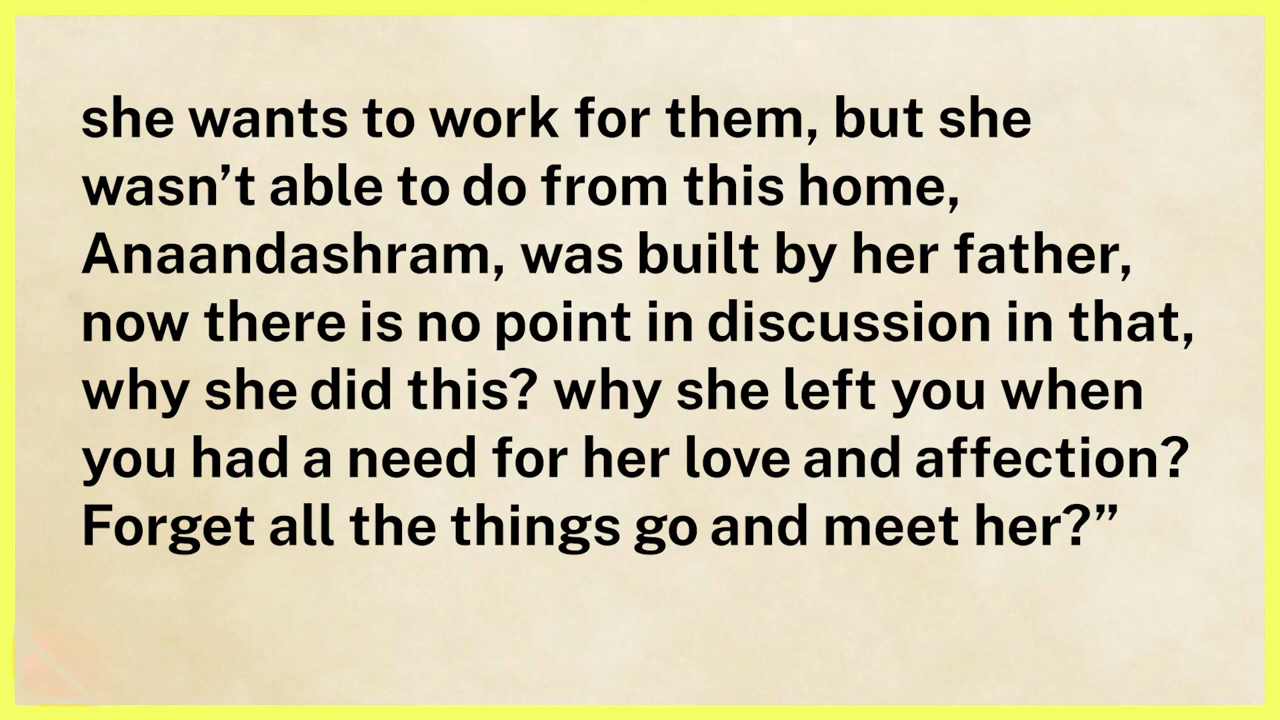 she wants to work for them, but she
wasn’t able to do from this home,
Anaandashram, was built by her father,
now there is no point in discussion in that,
why she did this? why she left you when
you had a need for her love and affection?
Forget all the things go and meet her?”